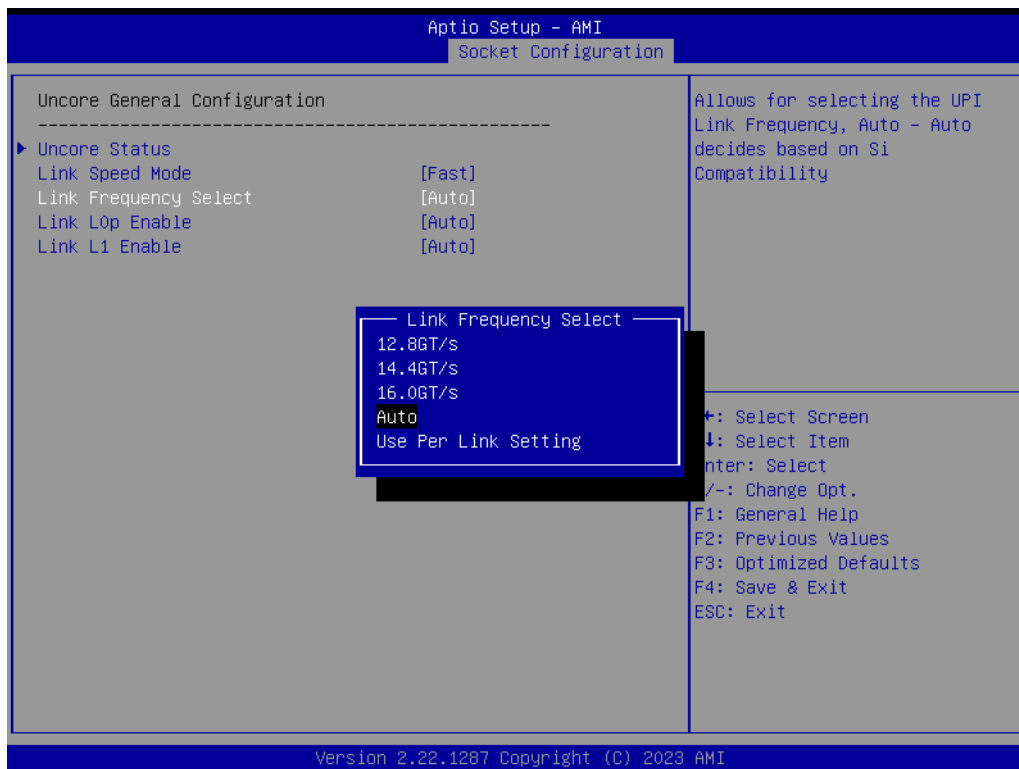 Aptio Setup – AMI
Socket Configuration
Uncore General Configuration
--------------------------------------------------
Uncore Status
Link Speed Mode [Fast]
Link Frequency Select [Auto]
Link L0p Enable [Auto]
Link L1 Enable [Auto]
Allows for selecting the UPI
Link Frequency, Auto – Auto
decides based on Si
Compatibility
Link Frequency Select
12.8GT/s
14.4GT/s
16.0GT/s
Auto
Use Per Link Setting
←: Select Screen
↓: Select Item
nter: Select
/-: Change Opt.
F1: General Help
F2: Previous Values
F3: Optimized Defaults
F4: Save & Exit
ESC: Exit
Version 2.22.1287 Copyright (C) 2023 AMI